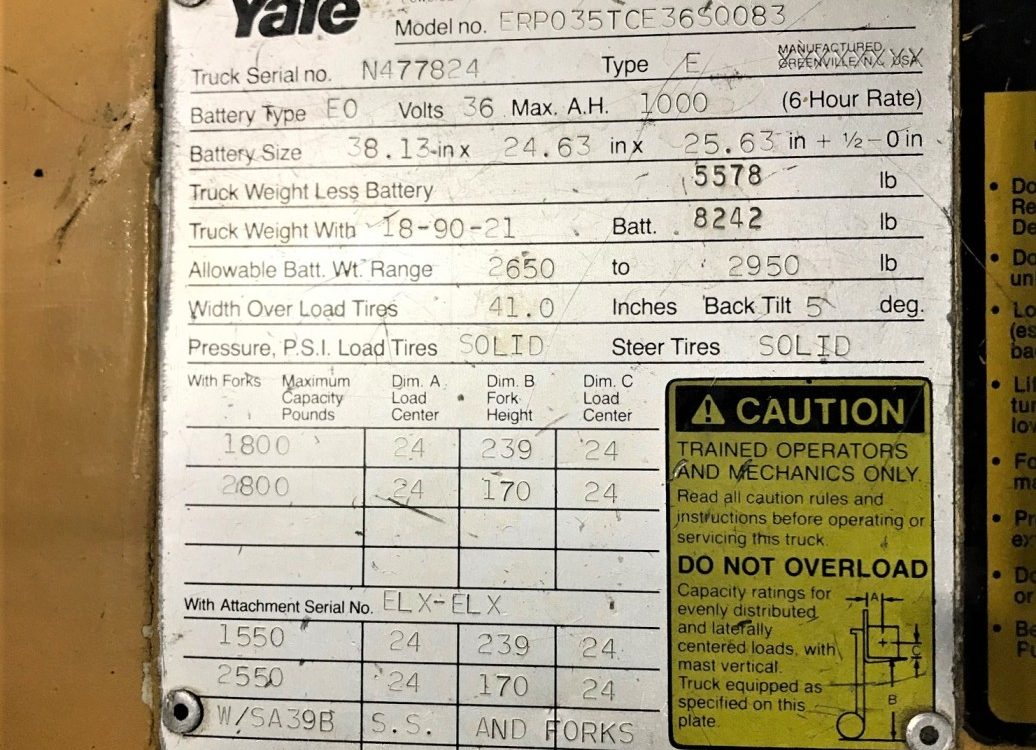 Yale
Model no. ERP035TCE36S0083
Truck Serial no. N477824 Type E MANUFACTURED GREENVILLE/N.C. USA
Battery Type E0 Volts 36 Max. A.H. 1000 (6-Hour Rate)
Battery Size 38.13 in x 24.63 in x 25.63 in + ½ – 0 in
Truck Weight Less Battery 5578 lb
Truck Weight With 18-90-21 Batt. 8242 lb
Allowable Batt. Wt. Range 2650 to 2950 lb
Width Over Load Tires 41.0 Inches Back Tilt 5 deg.
Pressure, P.S.I. Load Tires SOLID Steer Tires SOLID
With Forks Maximum Capacity Pounds Dim. A Load Center Dim. B Fork Height Dim. C Load Center
1800 24 239 24
2800 24 170 24
With Attachment Serial No. ELX-ELX
1550 24 239 24
2550 24 170 24
W/SA39B S.S. AND FORKS
CAUTION
TRAINED OPERATORS
AND MECHANICS ONLY.
Read all caution rules and
instructions before operating or
servicing this truck.
DO NOT OVERLOAD
Capacity ratings for
evenly distributed
and laterally
centered loads, with
mast vertical.
Truck equipped as
specified on this
plate.
A
C
B